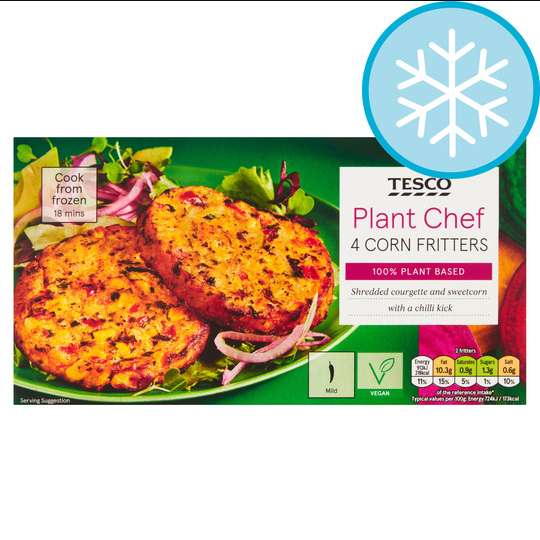 Cook
from
frozen
18 mins
TESCO
Plant Chef
4 CORN FRITTERS
100% PLANT BASED
Shredded courgette and sweetcorn
with a chilli kick
Mild
VEGAN
2 fritters
Energy Fat Saturates Sugars Salt
913kJ 10.3g 0.9g 1.3g 0.6g
218kcal
11% 15% 5% 1% 10%
of the reference intake*
Typical values per 100g: Energy 724kJ / 173kcal
Serving Suggestion